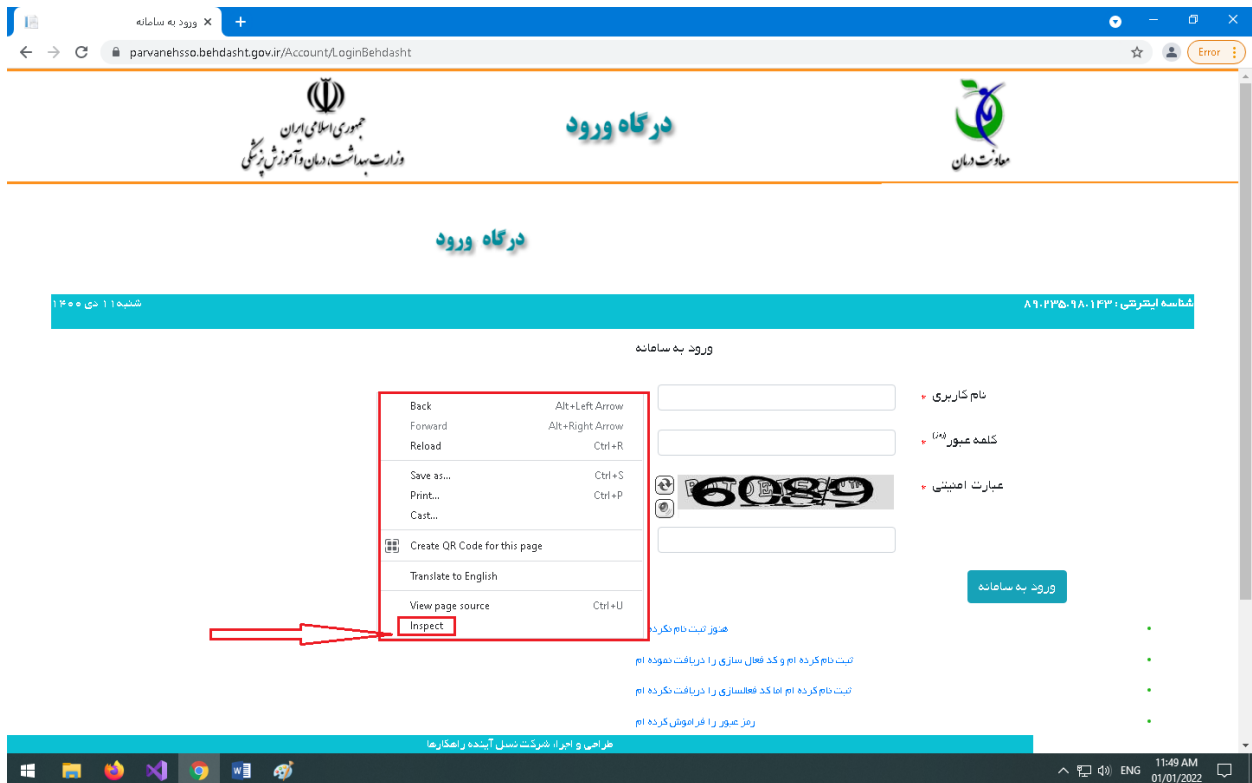 ورود به سامانه
parvanehsso.behdasht.gov.ir/Account/LoginBehdasht
Error
جمهوری اسلامی ایران
وزارت بهداشت، درمان و آموزش پزشکی
درگاه ورود
معاونت درمان
درگاه ورود
شناسه اینترنتی : ۸۹.۲۳۵.۹۸.۱۴۳
شنبه ۱۱ دی ۱۴۰۰
ورود به سامانه
نام کاربری *
کلمه عبور (رمز) *
عبارت امنیتی *
6089
ورود به سامانه
Back Alt+Left Arrow
Forward Alt+Right Arrow
Reload Ctrl+R
Save as... Ctrl+S
Print... Ctrl+P
Cast...
Create QR Code for this page
Translate to English
View page source Ctrl+U
Inspect
هنوز ثبت نام نکرده
ثبت نام کرده ام و کد فعال سازی را دریافت نموده ام
ثبت نام کرده ام اما کد فعالسازی را دریافت نکرده ام
رمز عبور را فراموش کرده ام
طراحی و اجرا، شرکت نسل آینده راهکارها
ENG
11:49 AM
01/01/2022